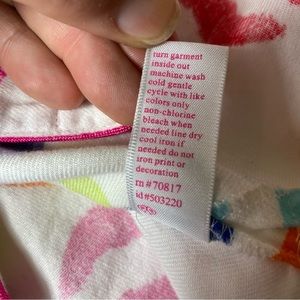 turn garment
inside out
machine wash
cold gentle
cycle with like
colors only
non-chlorine
bleach when
needed line dry
cool iron if
needed do not
iron print or
decoration
rn #70817
id#503220